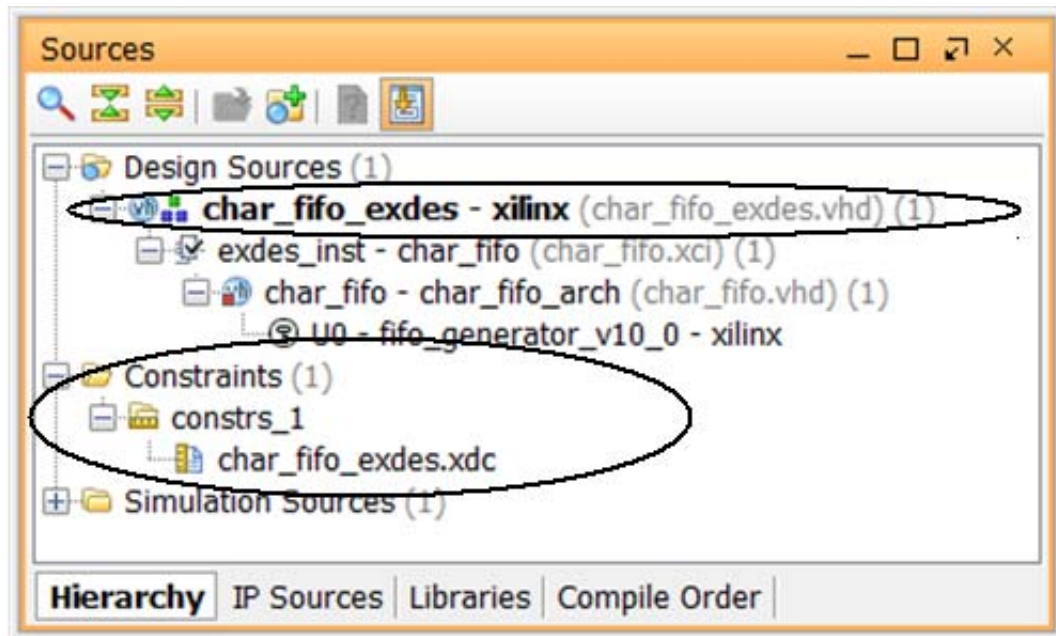 Sources
Design Sources (1)
char_fifo_exdes - xilinx (char_fifo_exdes.vhd) (1)
exdes_inst - char_fifo (char_fifo.xci) (1)
char_fifo - char_fifo_arch (char_fifo.vhd) (1)
U0 - fifo_generator_v10_0 - xilinx
Constraints (1)
constrs_1
char_fifo_exdes.xdc
Simulation Sources (1)
Hierarchy IP Sources Libraries Compile Order